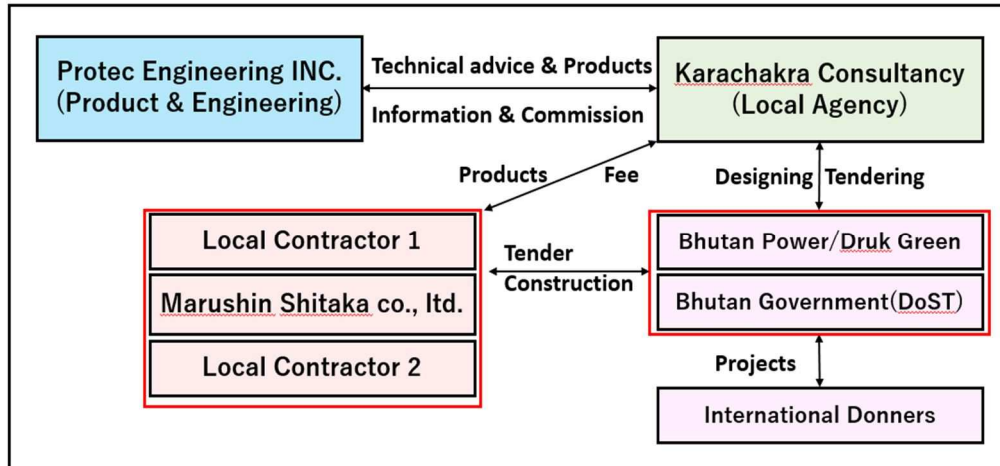 Protec Engineering INC.
(Product & Engineering)
Technical advice & Products
Information & Commission
Karachakra Consultancy
(Local Agency)
Products Fee
Designing Tendering
Local Contractor 1
Marushin Shitaka co., ltd.
Local Contractor 2
Tender
Construction
Bhutan Power/Druk Green
Bhutan Government(DoST)
Projects
International Donners